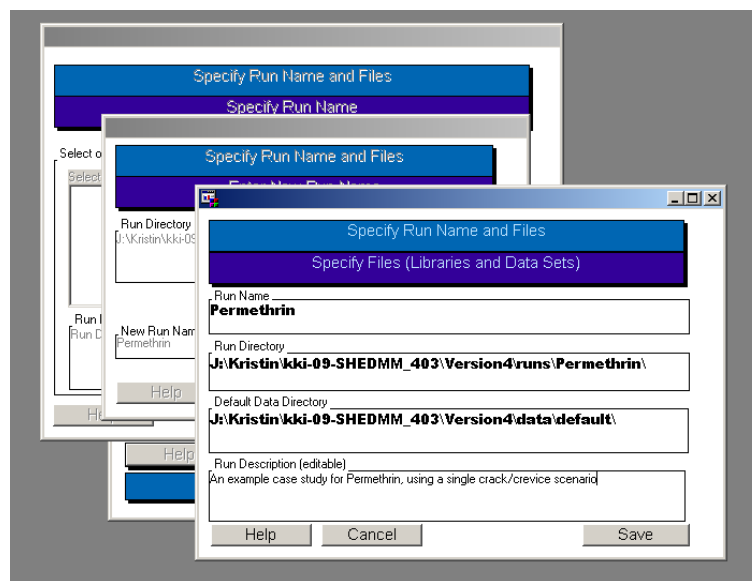 Specify Run Name and Files
Specify Run Name
Select
Specify Run Name and Files
Enter New Run Name
Run Directory
J:\Kristin\kki-09
New Run Nam
Permethrin
Help
Help
Specify Run Name and Files
Specify Files (Libraries and Data Sets)
Run Name
Permethrin
Run Directory
J:\Kristin\kki-09-SHEDMM_403\Version4\runs\Permethrin\
Default Data Directory
J:\Kristin\kki-09-SHEDMM_403\Version4\data\default\
Run Description (editable)
An example case study for Permethrin, using a single crack/crevice scenario
Help Cancel Save